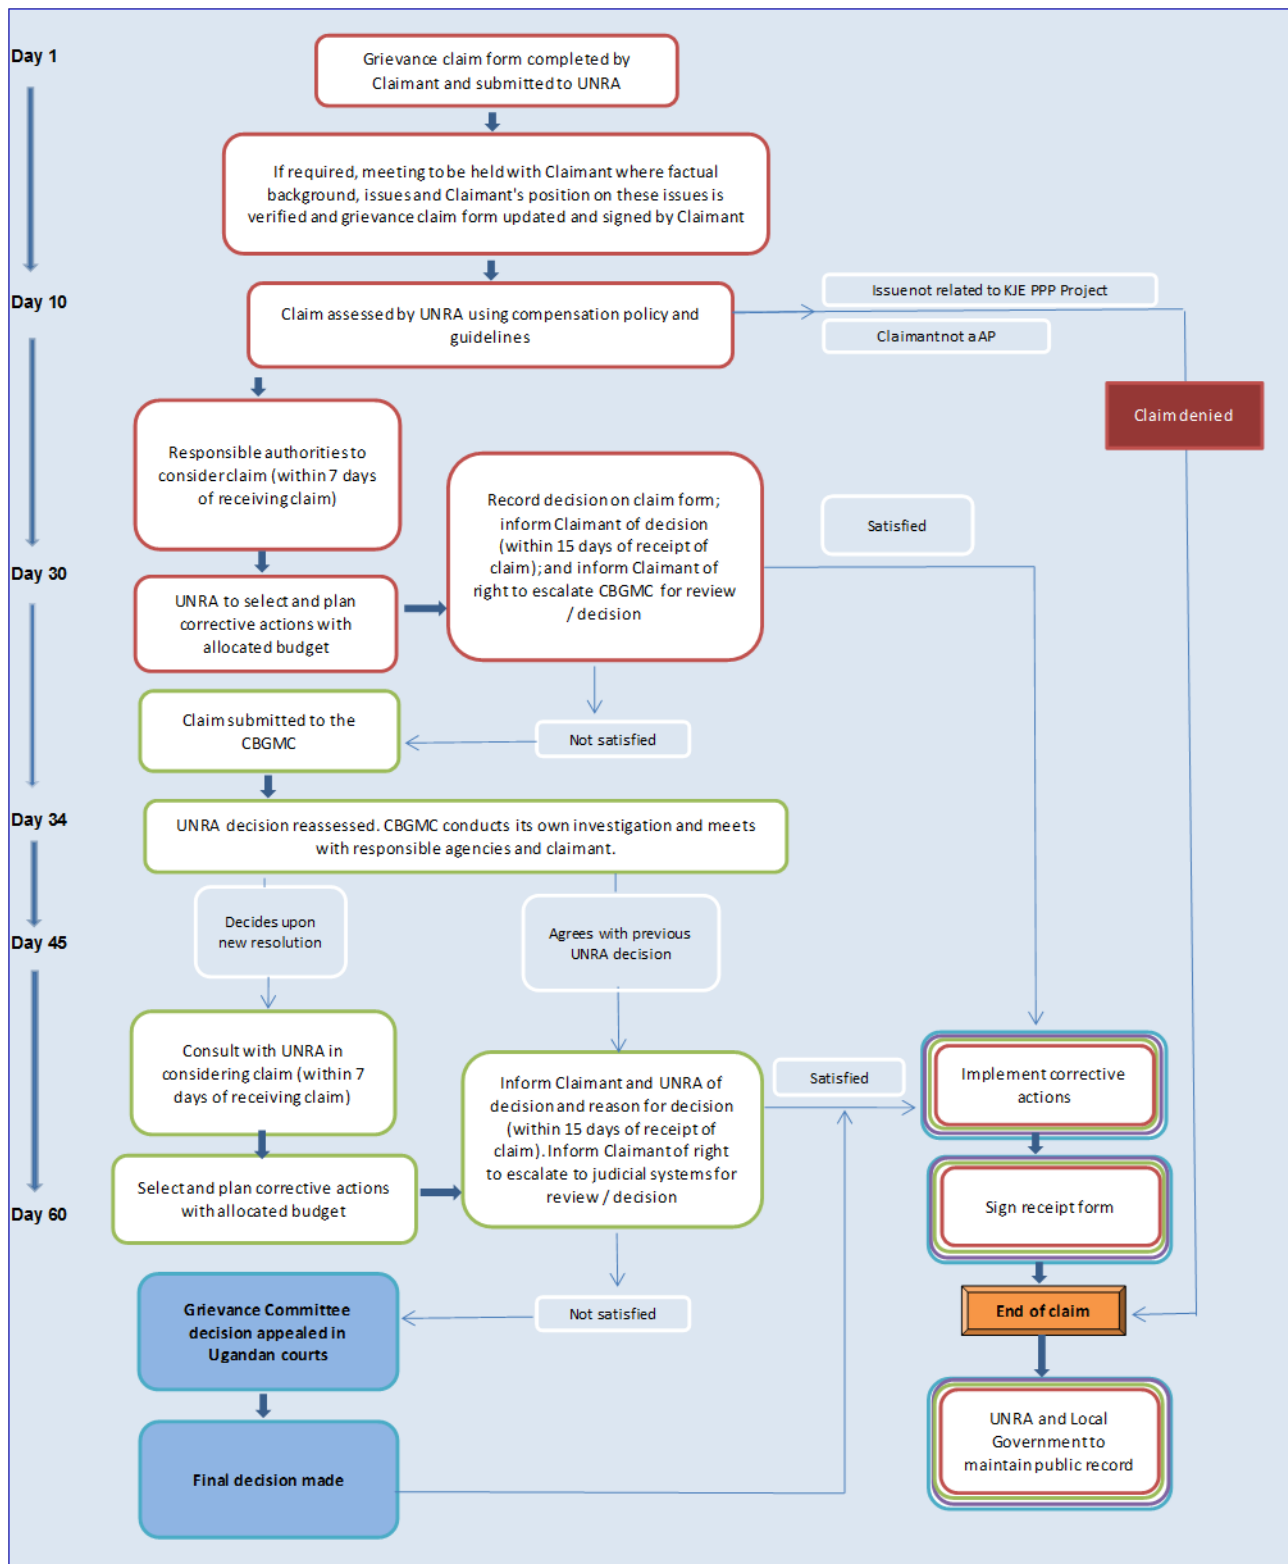 Day 1
Grievance claim form completed by
Claimant and submitted to UNRA
If required, meeting to be held with Claimant where factual
background, issues and Claimant's position on these issues is
verified and grievance claim form updated and signed by Claimant
Day 10
Claim assessed by UNRA using compensation policy and
guidelines
Issue not related to KJE PPP Project
Claimant not a AP
Claim denied
Responsible authorities to
consider claim (within 7 days
of receiving claim)
Record decision on claim form;
inform Claimant of decision
(within 15 days of receipt of
claim); and inform Claimant of
right to escalate CBGMC for review
/ decision
Satisfied
Day 30
UNRA to select and plan
corrective actions with
allocated budget
Claim submitted to the
CBGMC
Not satisfied
Day 34
UNRA decision reassessed. CBGMC conducts its own investigation and meets
with responsible agencies and claimant.
Decides upon
new resolution
Agrees with previous
UNRA decision
Day 45
Consult with UNRA in
considering claim (within 7
days of receiving claim)
Inform Claimant and UNRA of
decision and reason for decision
(within 15 days of receipt of
claim). Inform Claimant of right
to escalate to judicial systems for
review / decision
Satisfied
Implement corrective
actions
Day 60
Select and plan corrective actions
with allocated budget
Sign receipt form
Grievance Committee
decision appealed in
Ugandan courts
Not satisfied
End of claim
Final decision made
UNRA and Local
Government to
maintain public record